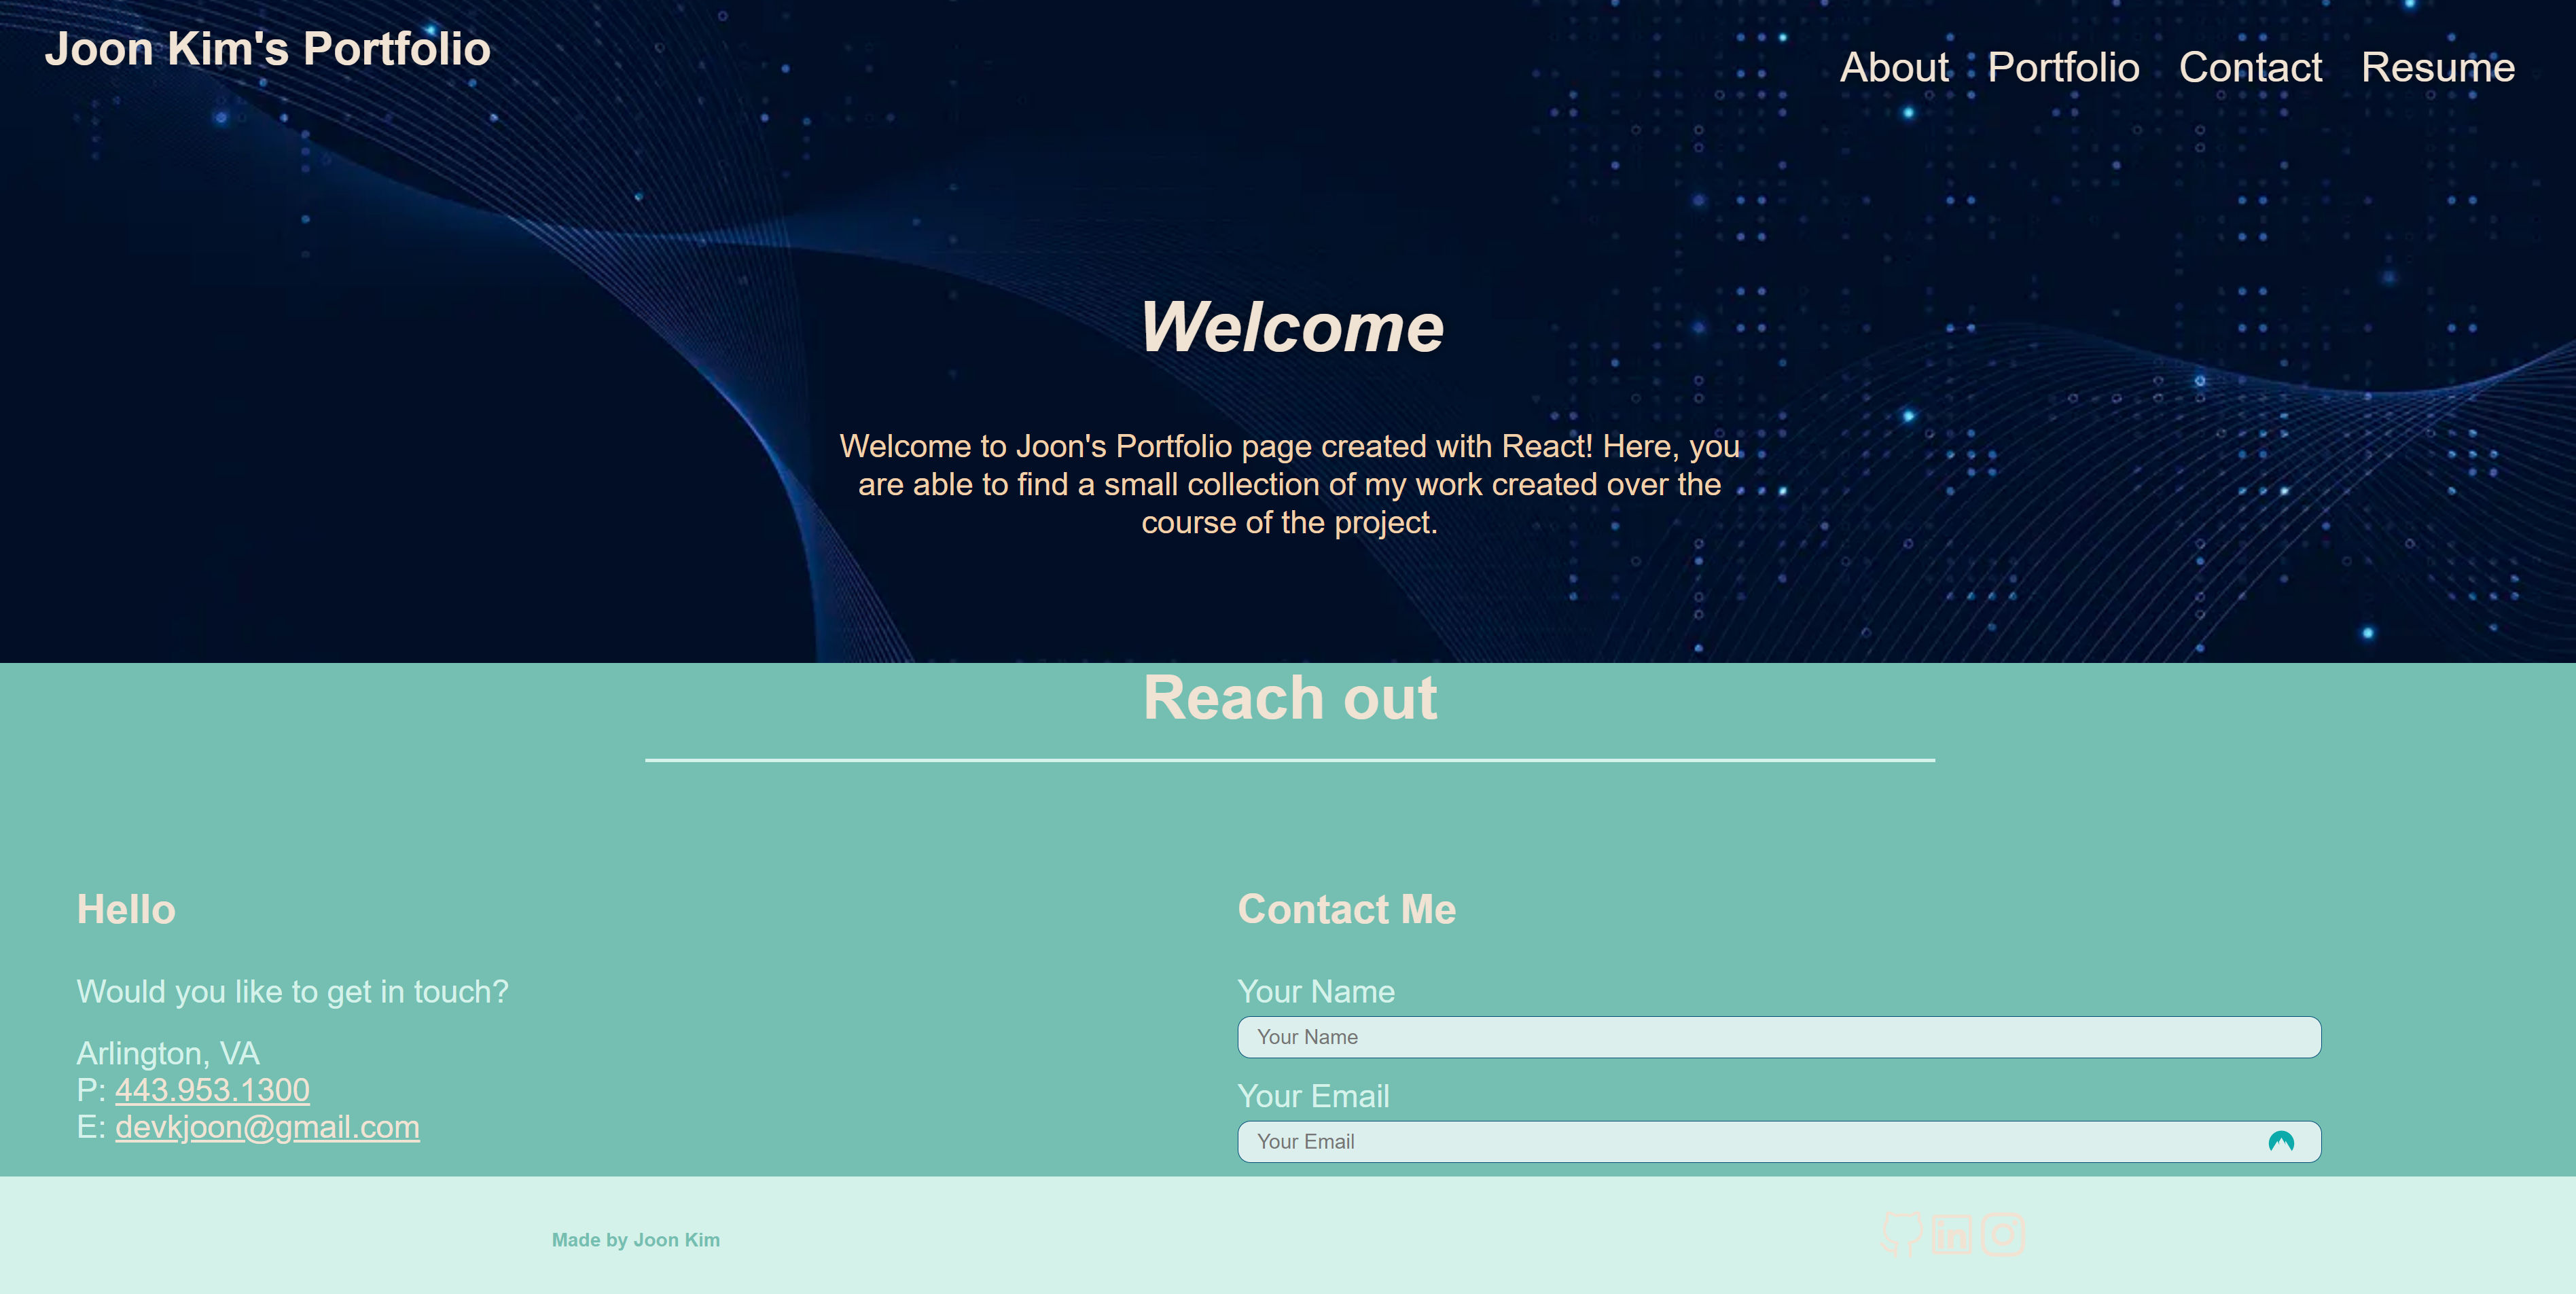 Joon Kim's Portfolio
About
Portfolio
Contact
Resume
Welcome
Welcome to Joon's Portfolio page created with React! Here, you
are able to find a small collection of my work created over the
course of the project.
Reach out
Hello
Would you like to get in touch?
Arlington, VA
P: 443.953.1300
E: devkjoon@gmail.com
Contact Me
Your Name
Your Name
Your Email
Your Email
Made by Joon Kim
in